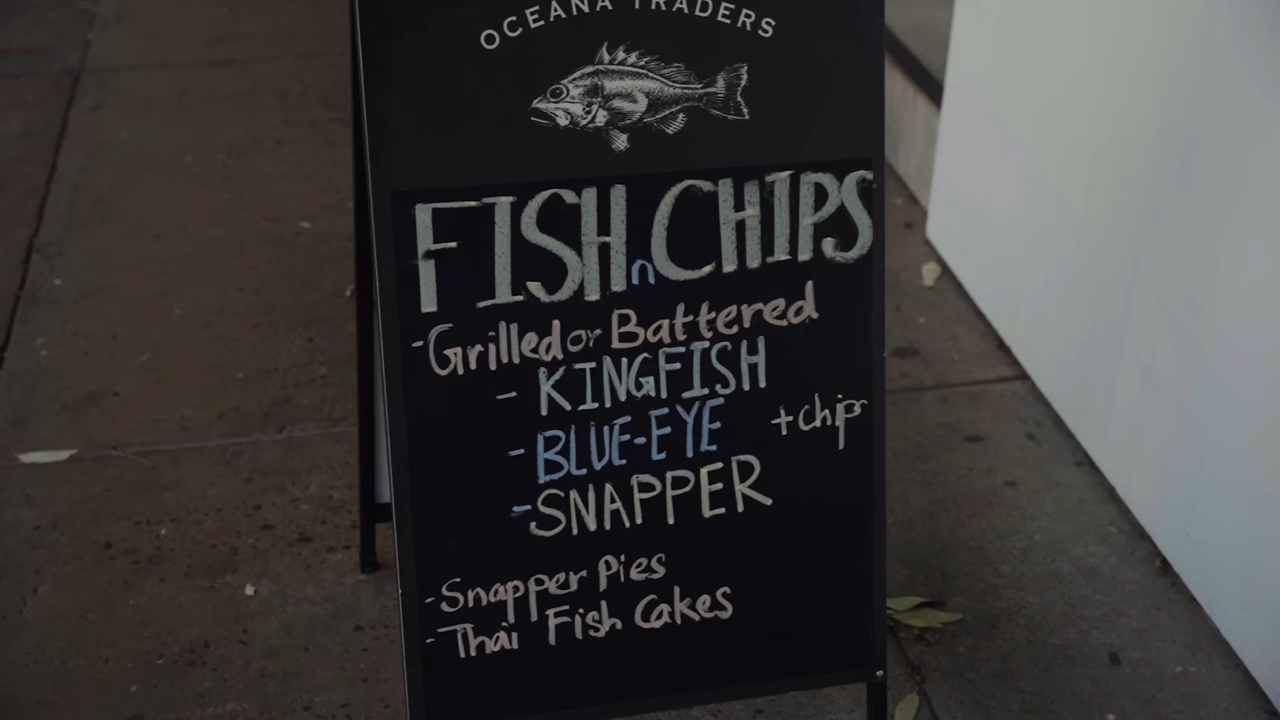 OCEANA TRADERS
FISH n CHIPS
- Grilled or Battered
- KINGFISH
- BLUE-EYE + chips
- SNAPPER
- Snapper Pies
- Thai Fish Cakes